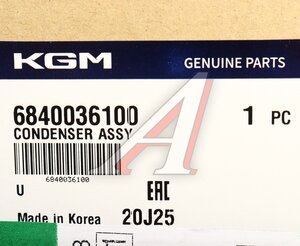 KGM
GENUINE PARTS
6840036100
1 PC
CONDENSER ASSY
6840036100
U
EAC
Made in Korea
20J25